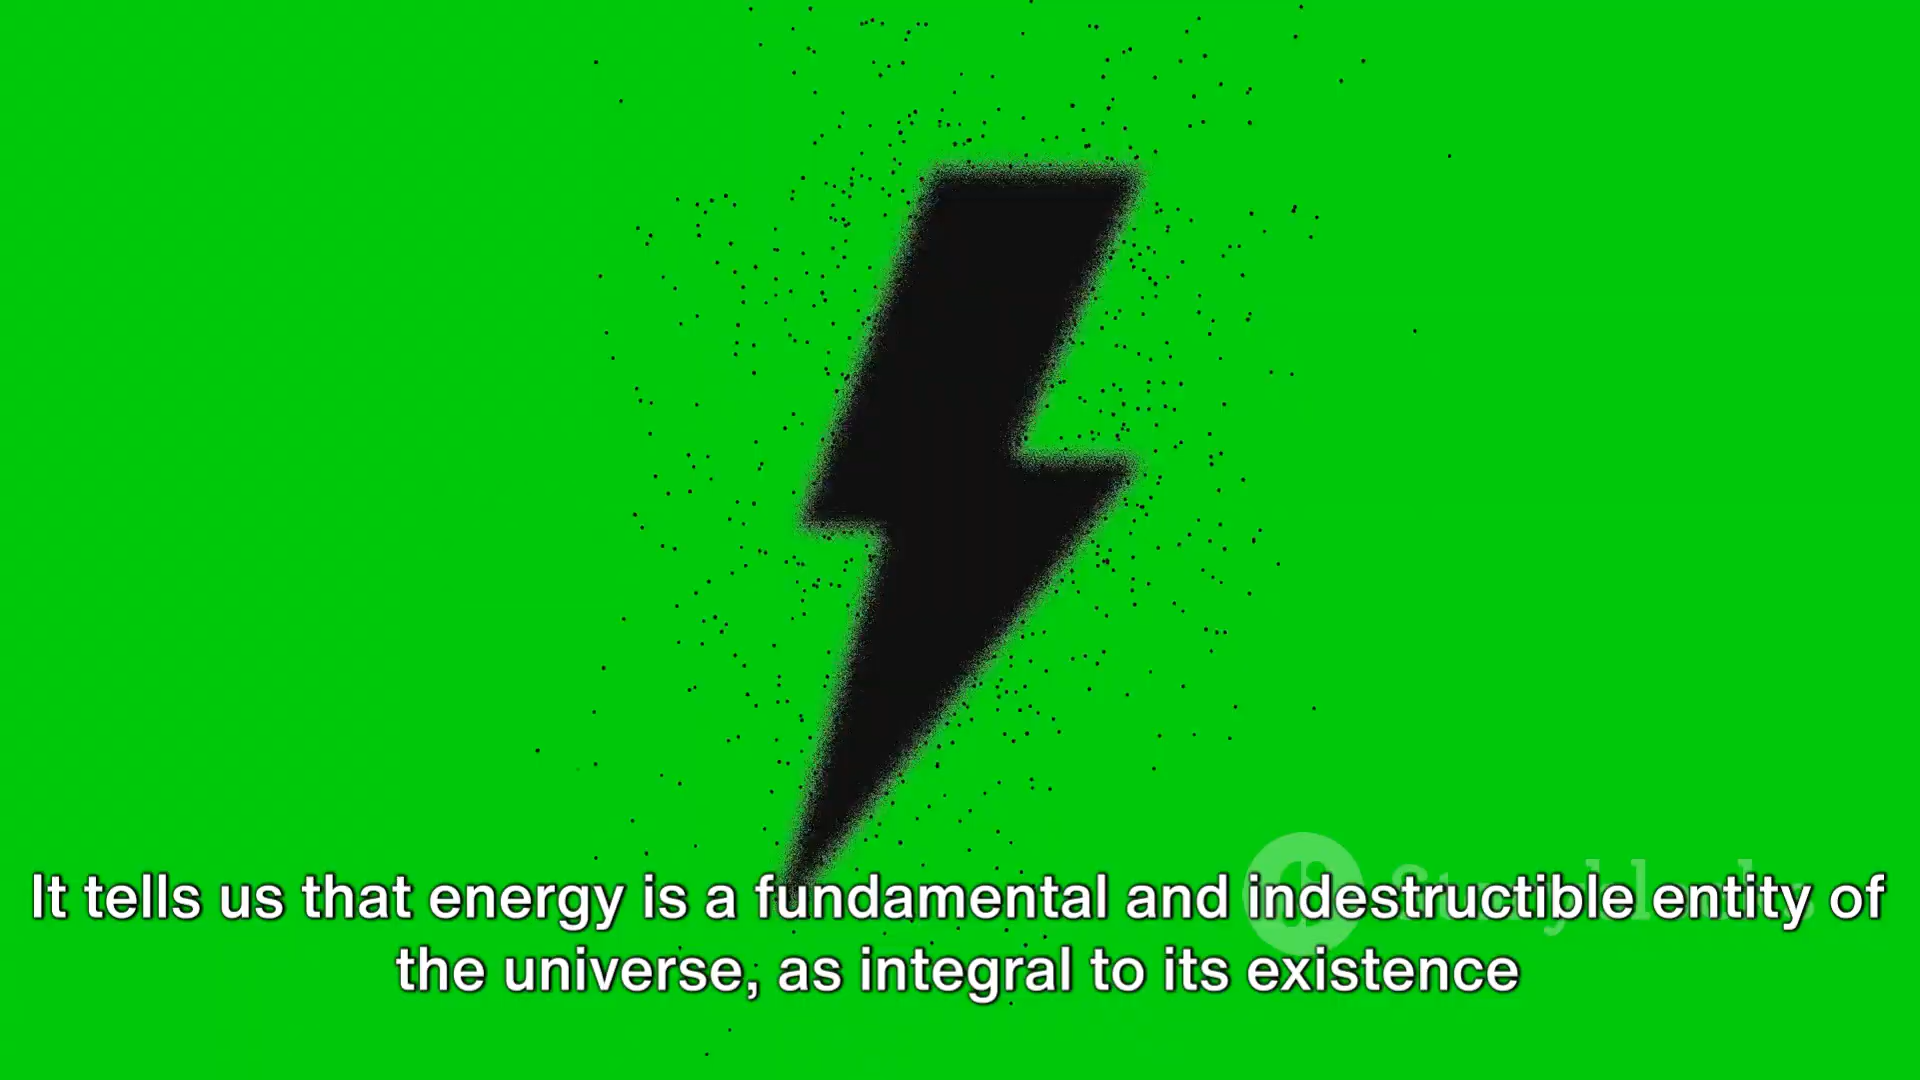 It tells us that energy is a fundamental and indestructible entity of
the universe, as integral to its existence